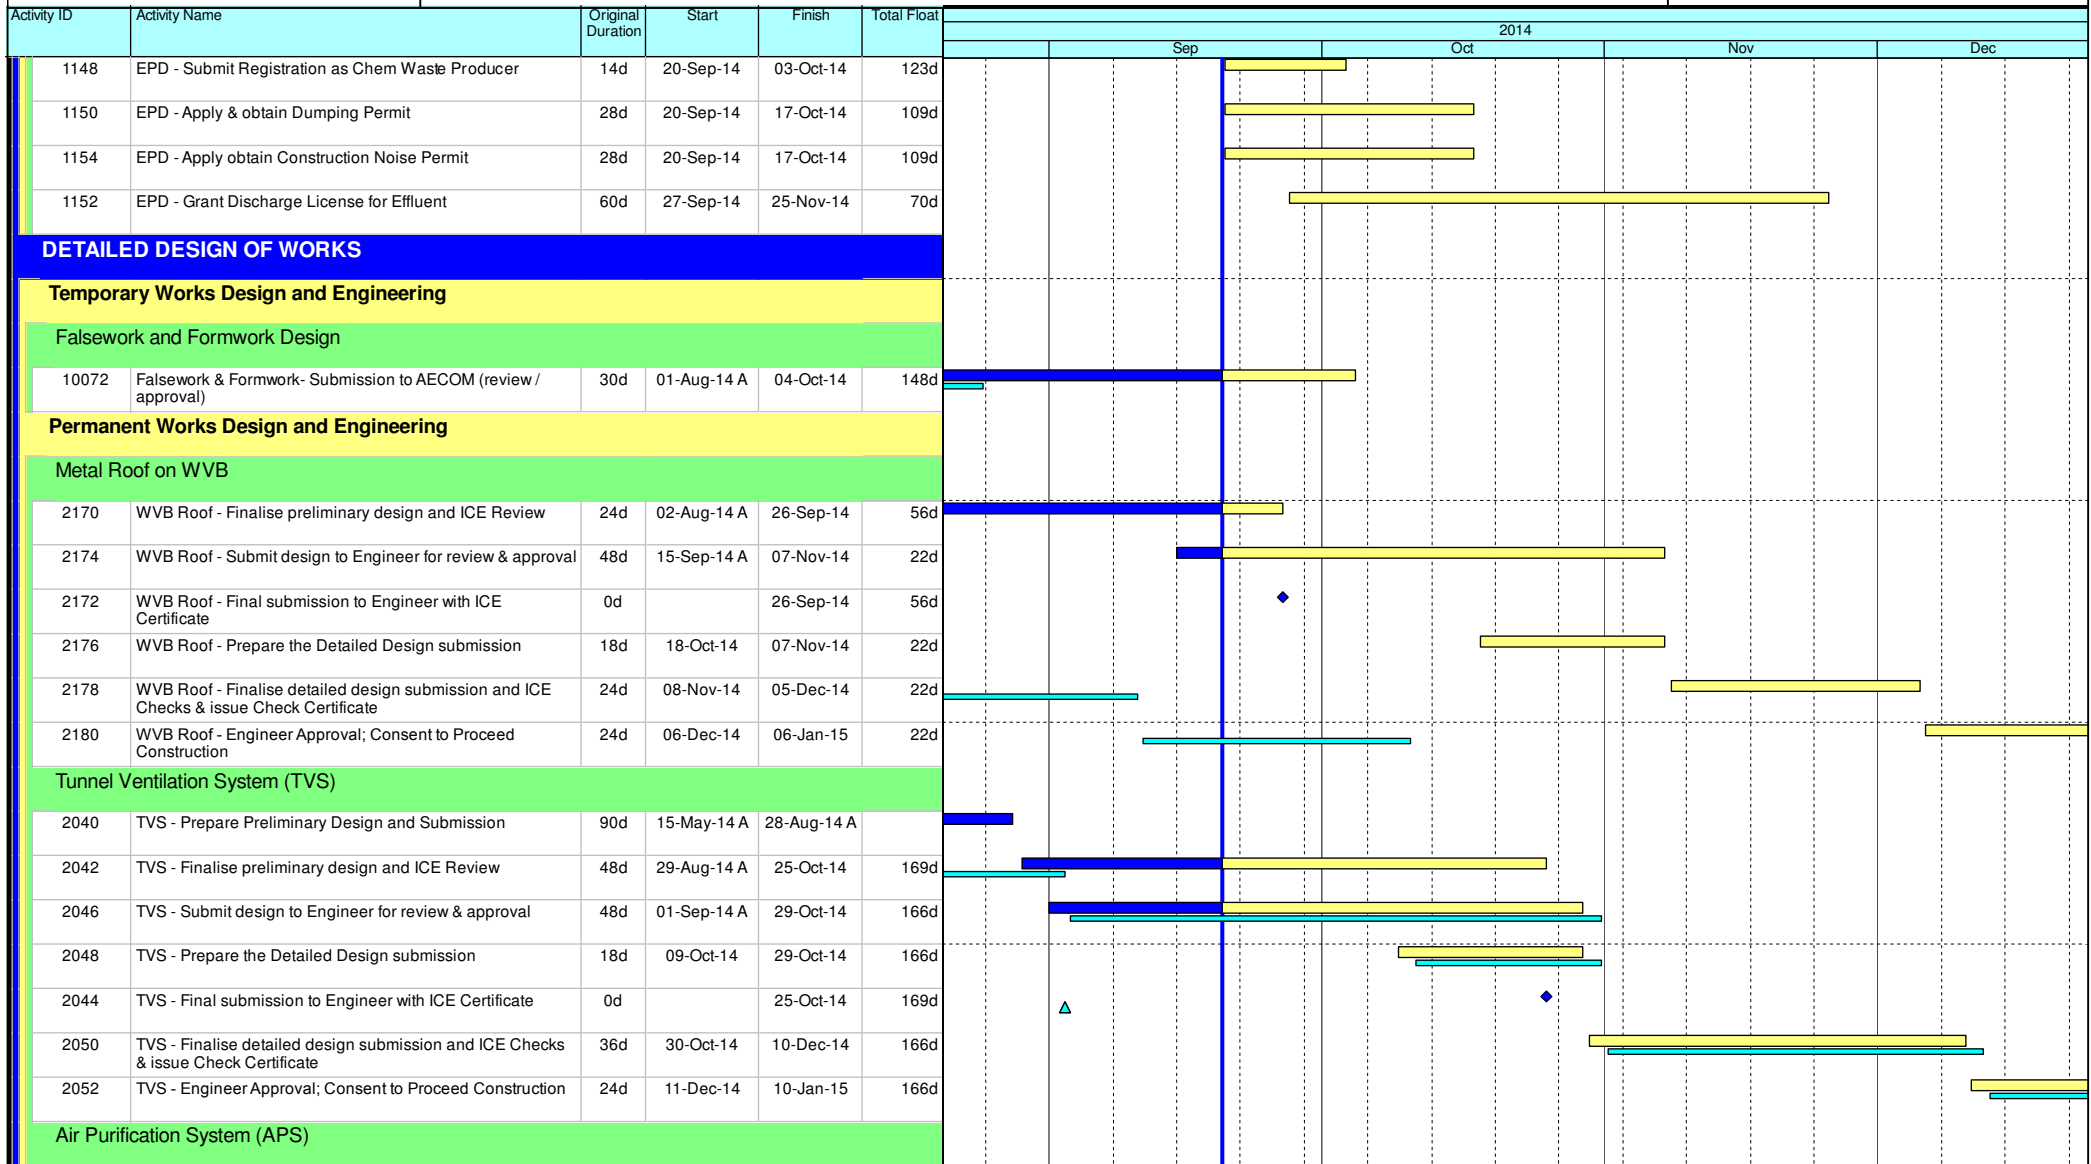 Activity ID Activity Name Original Duration Start Finish Total Float
2014
Sep Oct Nov Dec
1148 EPD - Submit Registration as Chem Waste Producer 14d 20-Sep-14 03-Oct-14 123d
1150 EPD - Apply & obtain Dumping Permit 28d 20-Sep-14 17-Oct-14 109d
1154 EPD - Apply obtain Construction Noise Permit 28d 20-Sep-14 17-Oct-14 109d
1152 EPD - Grant Discharge License for Effluent 60d 27-Sep-14 25-Nov-14 70d
DETAILED DESIGN OF WORKS
Temporary Works Design and Engineering
Falsework and Formwork Design
10072 Falsework & Formwork- Submission to AECOM (review / 30d 01-Aug-14 A 04-Oct-14 148d
approval)
Permanent Works Design and Engineering
Metal Roof on WVB
2170 WVB Roof - Finalise preliminary design and ICE Review 24d 02-Aug-14 A 26-Sep-14 56d
2174 WVB Roof - Submit design to Engineer for review & approval 48d 15-Sep-14 A 07-Nov-14 22d
2172 WVB Roof - Final submission to Engineer with ICE 0d 26-Sep-14 56d
Certificate
2176 WVB Roof - Prepare the Detailed Design submission 18d 18-Oct-14 07-Nov-14 22d
2178 WVB Roof - Finalise detailed design submission and ICE 24d 08-Nov-14 05-Dec-14 22d
Checks & issue Check Certificate
2180 WVB Roof - Engineer Approval; Consent to Proceed 24d 06-Dec-14 06-Jan-15 22d
Construction
Tunnel Ventilation System (TVS)
2040 TVS - Prepare Preliminary Design and Submission 90d 15-May-14 A 28-Aug-14 A
2042 TVS - Finalise preliminary design and ICE Review 48d 29-Aug-14 A 25-Oct-14 169d
2046 TVS - Submit design to Engineer for review & approval 48d 01-Sep-14 A 29-Oct-14 166d
2048 TVS - Prepare the Detailed Design submission 18d 09-Oct-14 29-Oct-14 166d
2044 TVS - Final submission to Engineer with ICE Certificate 0d 25-Oct-14 169d
2050 TVS - Finalise detailed design submission and ICE Checks 36d 30-Oct-14 10-Dec-14 166d
& issue Check Certificate
2052 TVS - Engineer Approval; Consent to Proceed Construction 24d 11-Dec-14 10-Jan-15 166d
Air Purification System (APS)